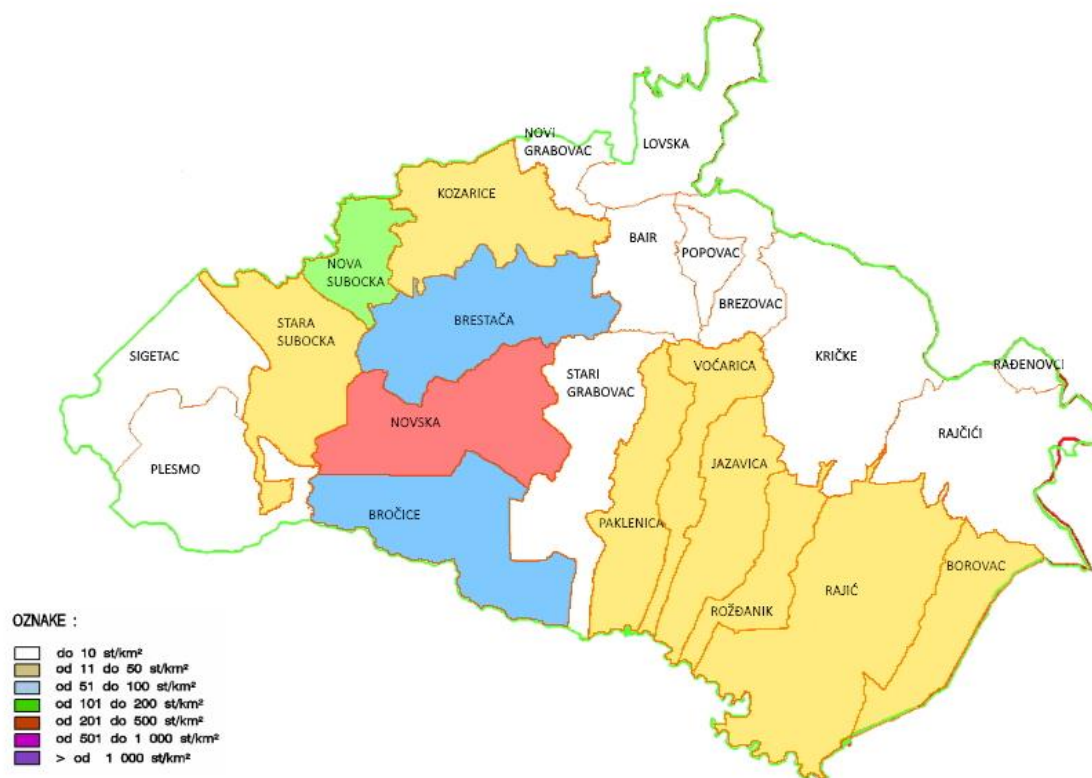 NOVI
GRABOVAC
LOVSKA
KOZARICE
BAIR
POPOVAC
NOVA
SUBOCKA
BREZOVAC
BRESTAČA
STARA
SUBOCKA
SIGETAC
KRIČKE
RAĐENOVCI
VOĆARICA
STARI
GRABOVAC
NOVSKA
RAJČIĆI
PLESMO
JAZAVICA
BROČICE
PAKLENICA
BOROVAC
RAJIĆ
ROŽĐANIK
OZNAKE :
do 10 st/km²
od 11 do 50 st/km²
od 51 do 100 st/km²
od 101 do 200 st/km²
od 201 do 500 st/km²
od 501 do 1 000 st/km²
> od 1 000 st/km²